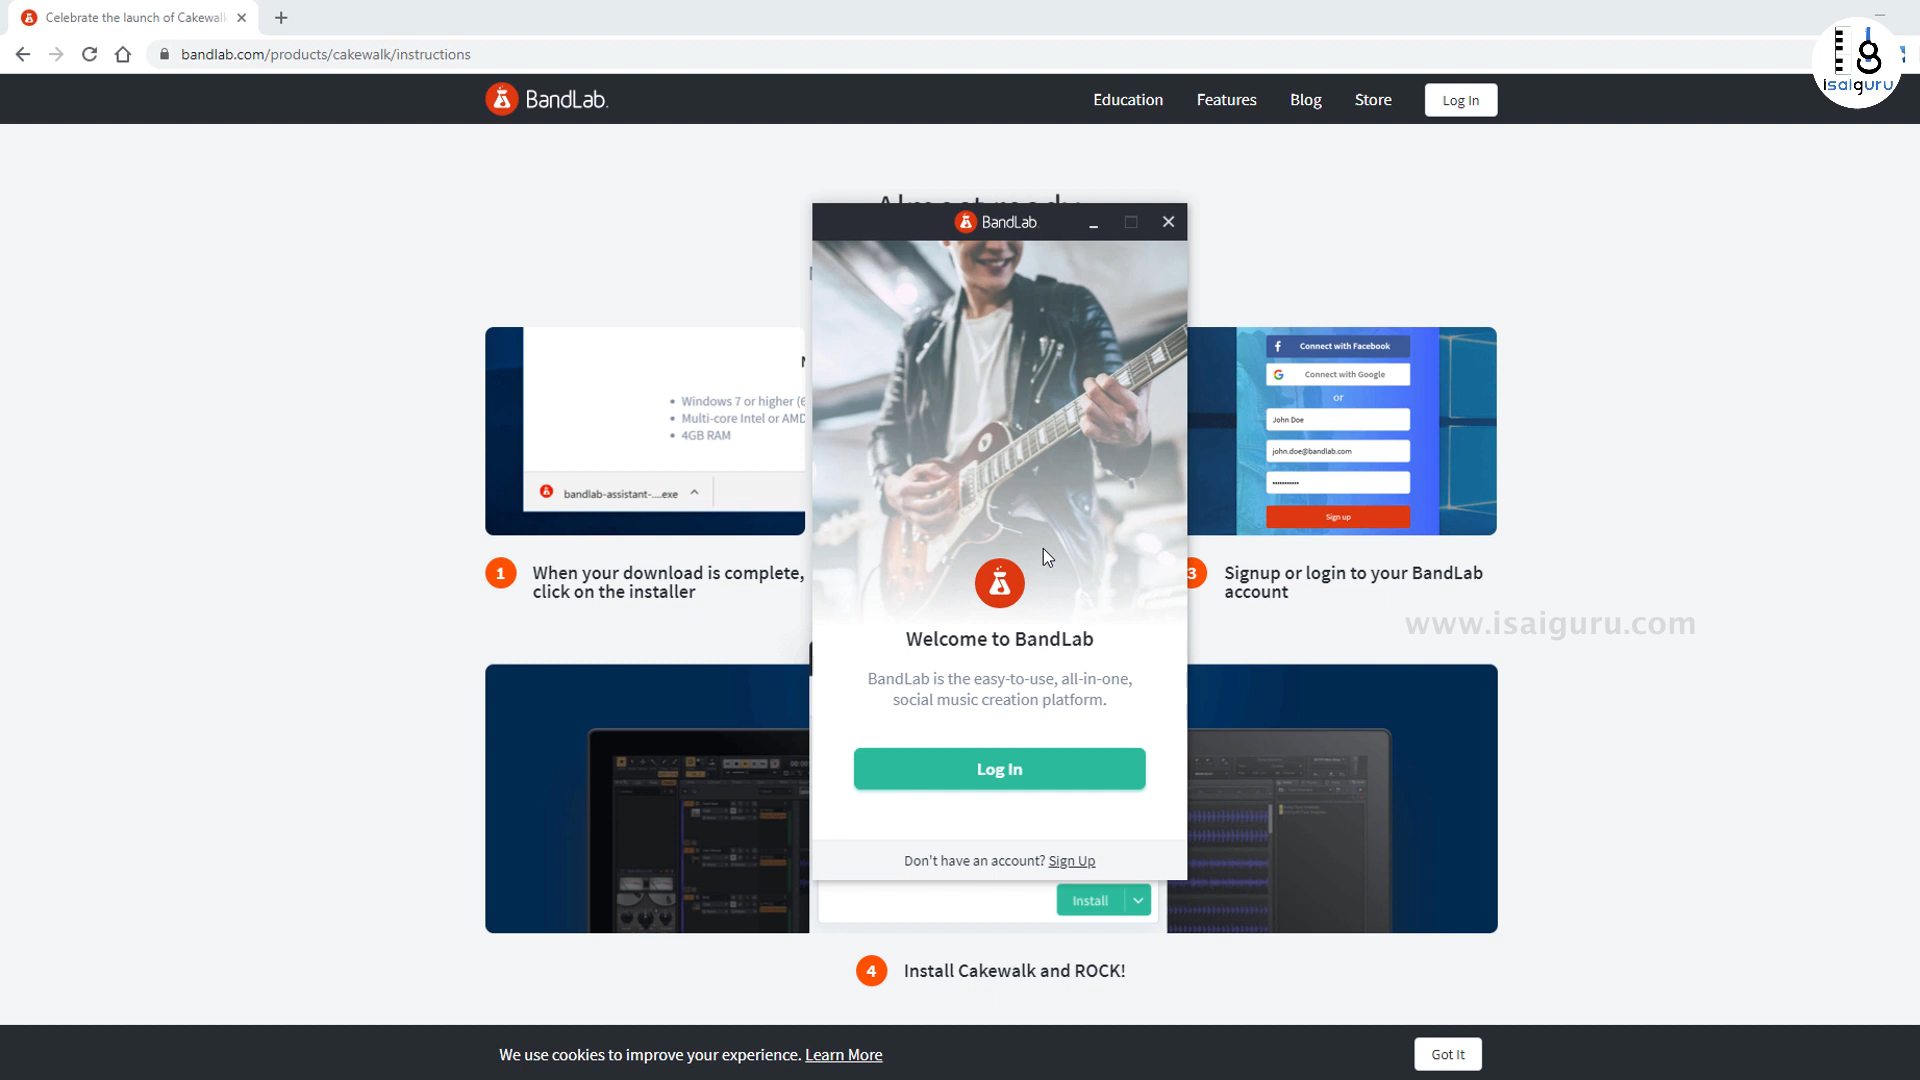 Celebrate the launch of Cakewal
bandlab.com/products/cakewalk/instructions
isaiguru
BandLab.
Education
Features
Blog
Store
Log In
BandLab.
Windows 7 or higher (6
Multi-core Intel or AMD
4GB RAM
bandlab-assistant-....exe
Connect with Facebook
Connect with Google
or
John Doe
john.doe@bandlab.com
Sign up
1
When your download is complete,
click on the installer
3
Signup or login to your BandLab
account
www.isaiguru.com
Welcome to BandLab
BandLab is the easy-to-use, all-in-one,
social music creation platform.
Log In
Don't have an account? Sign Up
Install
4
Install Cakewalk and ROCK!
We use cookies to improve your experience. Learn More
Got It